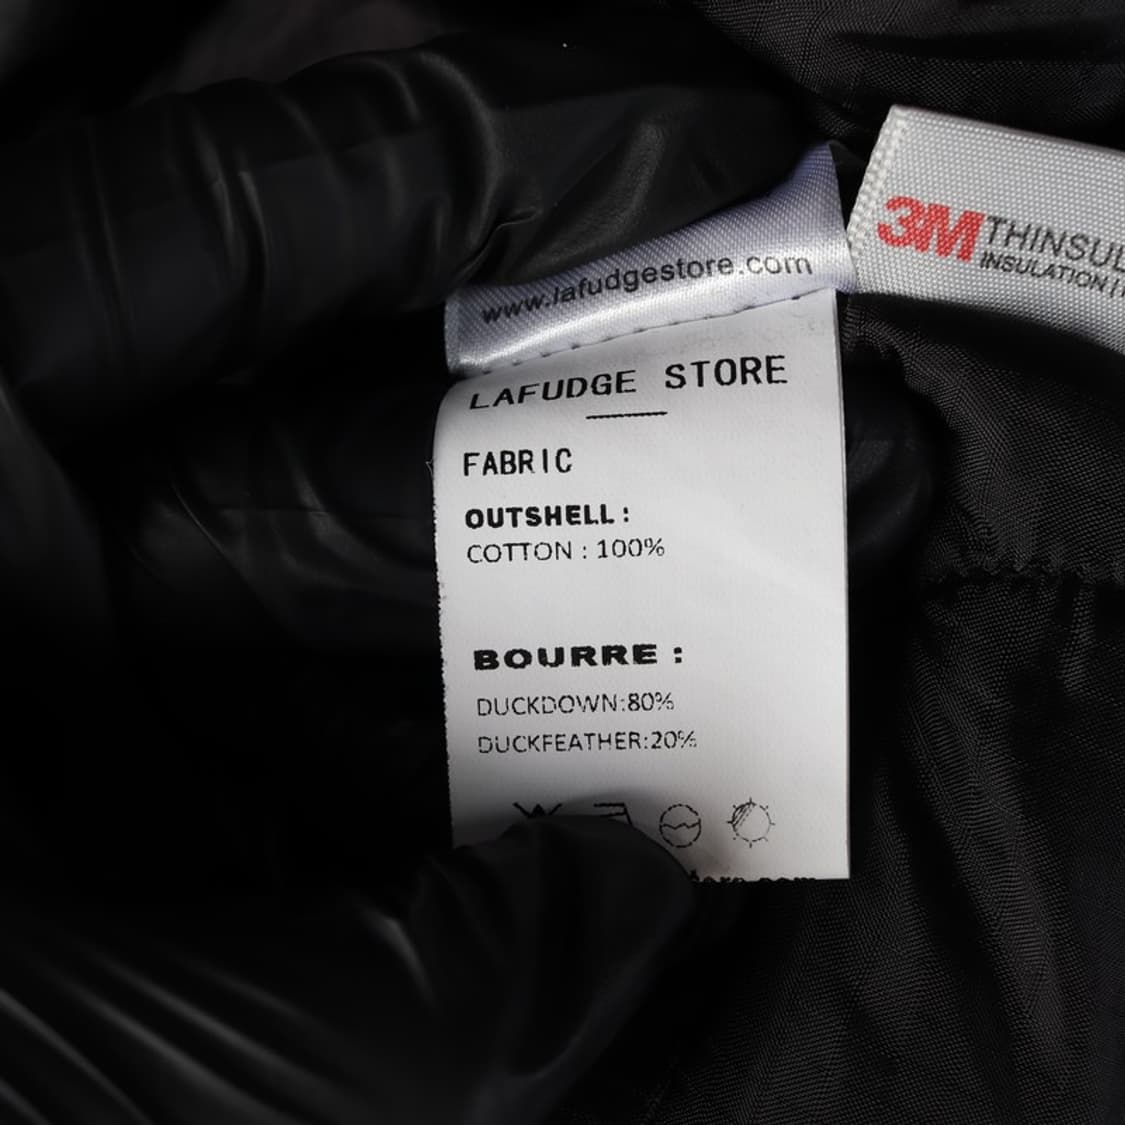 www.lafudgestore.com
LAFUDGE STORE
FABRIC
OUTSHELL:
COTTON : 100%
BOURRE :
DUCKDOWN:80%
DUCKFEATHER:20%
3M THINSUL
INSULATION